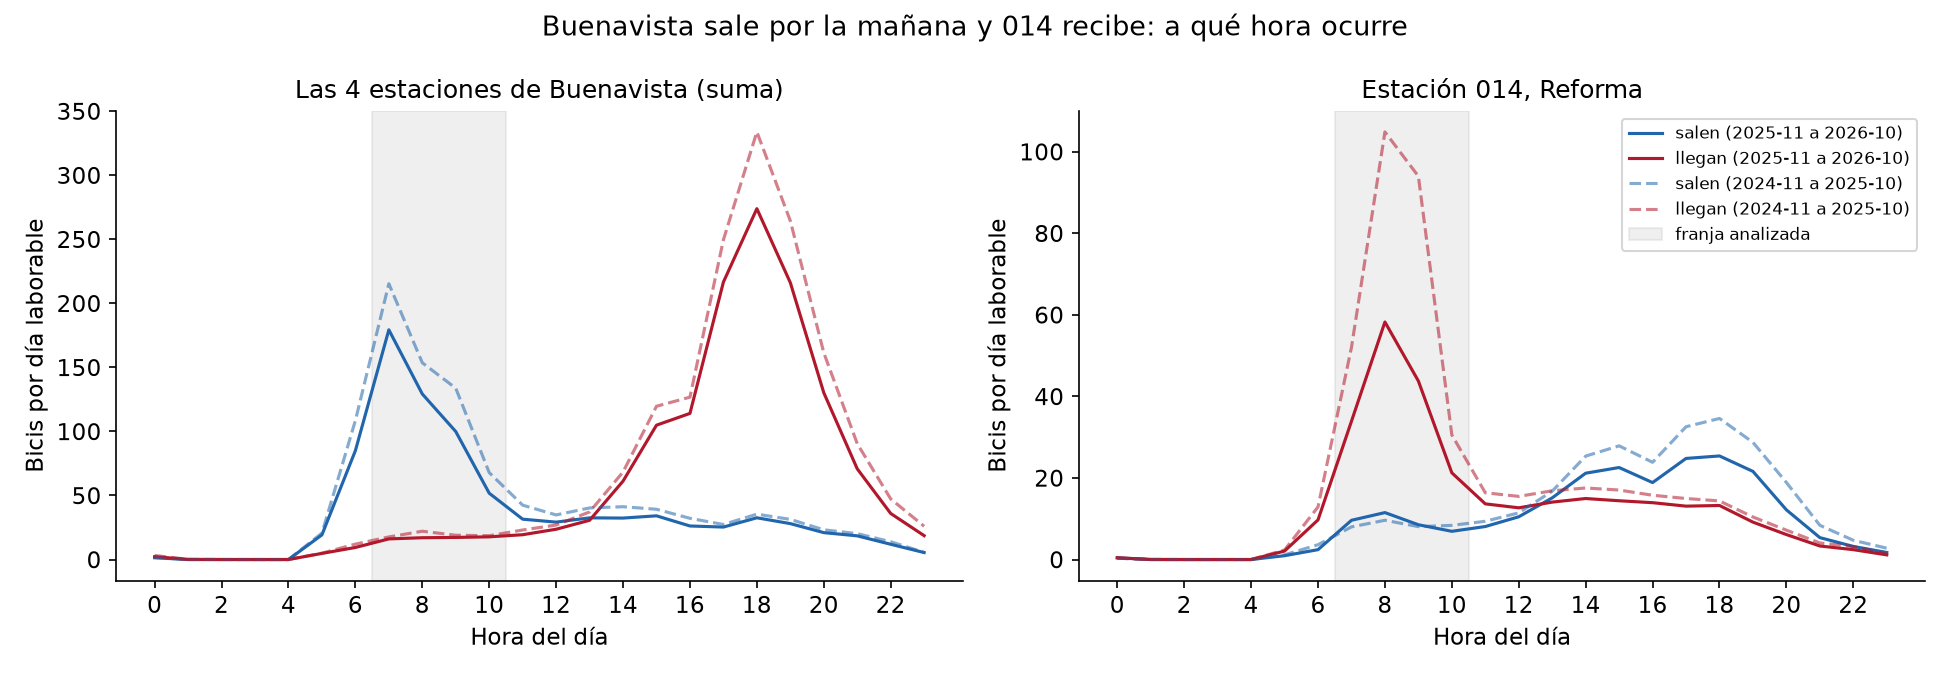 Buenavista sale por la mañana y 014 recibe: a qué hora ocurre
Las 4 estaciones de Buenavista (suma)
350
300
250
200
150
100
50
0
Bicis por día laborable
0 2 4 6 8 10 12 14 16 18 20 22
Hora del día
Estación 014, Reforma
100
80
60
40
20
0
Bicis por día laborable
0 2 4 6 8 10 12 14 16 18 20 22
Hora del día
salen (2025-11 a 2026-10)
llegan (2025-11 a 2026-10)
salen (2024-11 a 2025-10)
llegan (2024-11 a 2025-10)
franja analizada